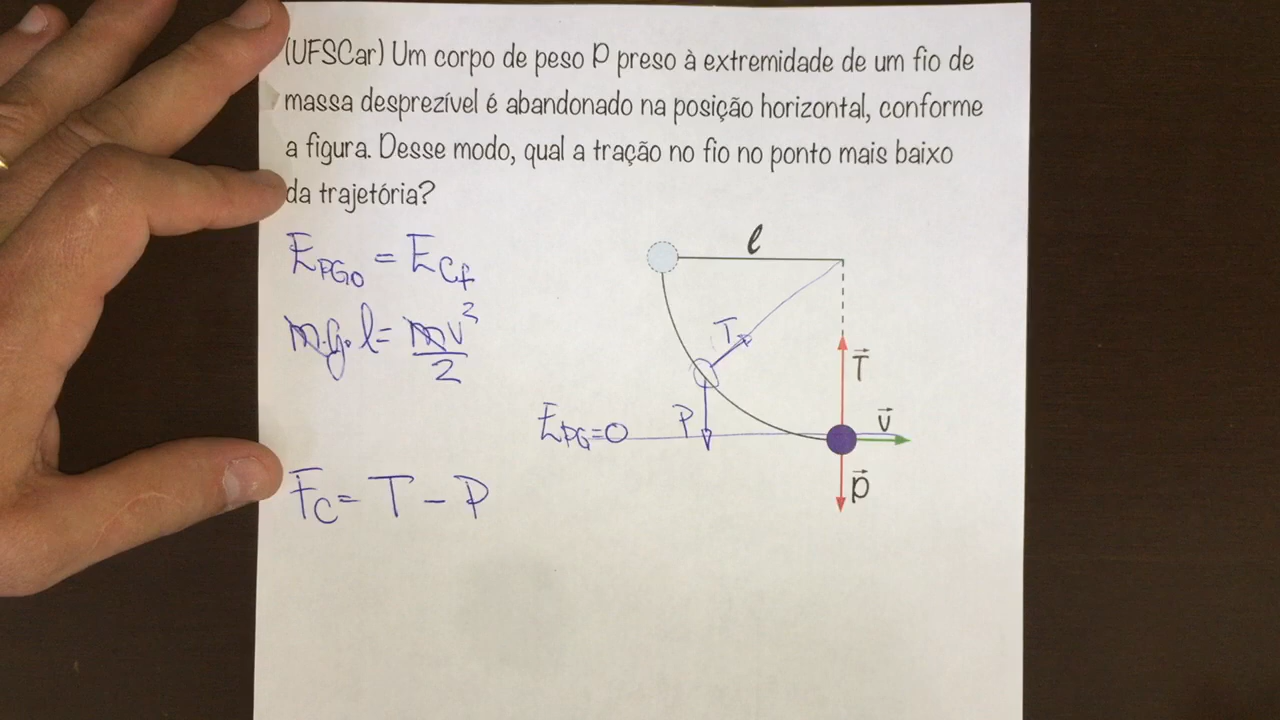 (UFSCar) Um corpo de peso P preso à extremidade de um fio de
massa desprezível é abandonado na posição horizontal, conforme
a figura. Desse modo, qual a tração no fio no ponto mais baixo
da trajetória?
E_PG0 = E_Cf
m.g.l = mv²/2
F_C = T - P
l
T
P
E_PG=0
T⃗
v⃗
p⃗